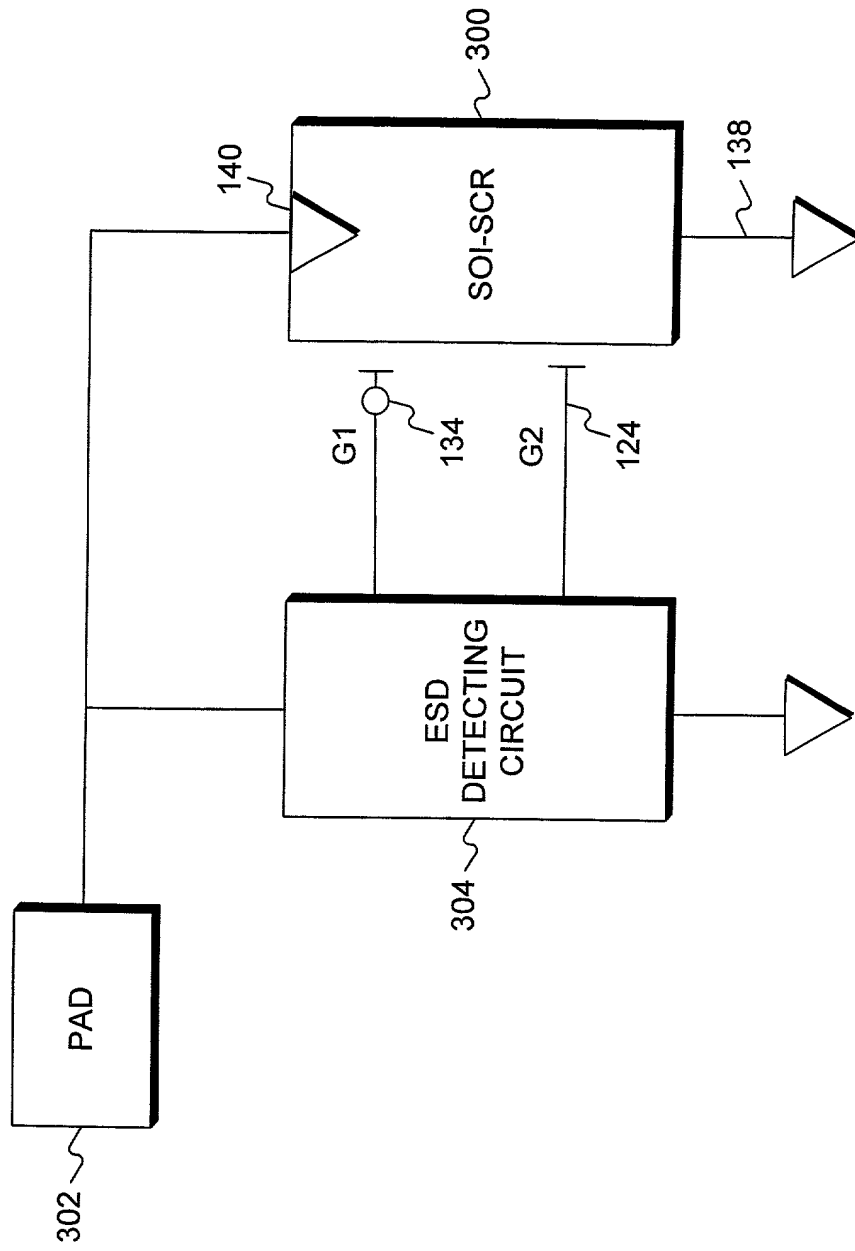 PAD
302
140
300
G1
134
SOI-SCR
ESD
DETECTING
CIRCUIT
G2
124
304
138